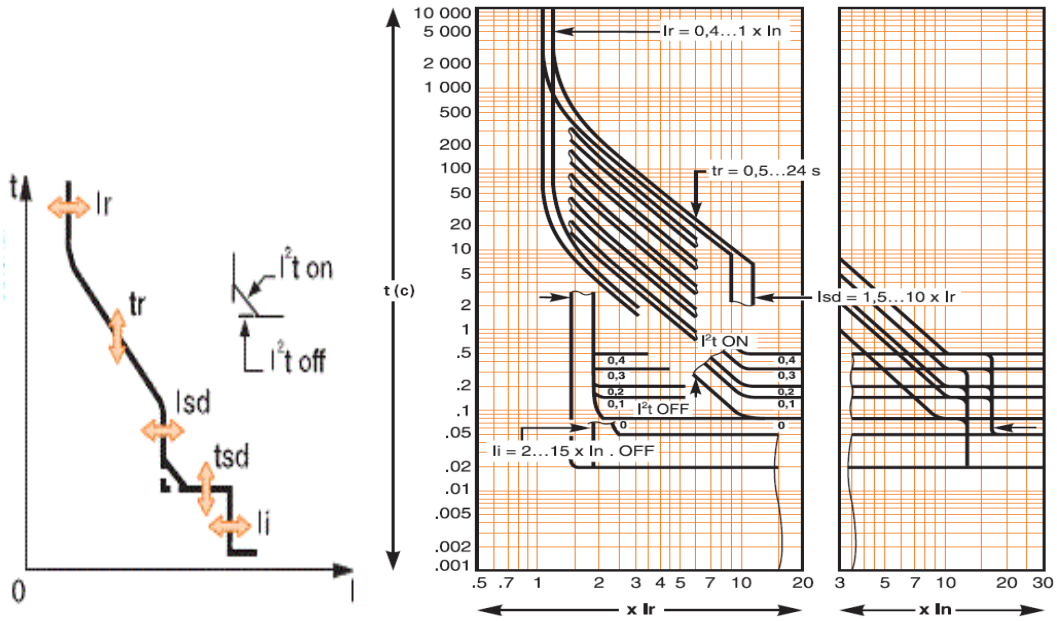 t
Ir
I²t on
tr
I²t off
Isd
tsd
Ii
0
I
t (c)
10 000
5 000
2 000
1 000
500
200
100
50
20
10
5
2
1
.5
.2
.1
.05
.02
.01
.005
.002
.001
Ir = 0,4...1 x In
tr = 0,5...24 s
Isd = 1,5...10 x Ir
I²t ON
0,4
0,3
0,2
0,1
0
I²t OFF
0,4
0,3
0,2
0,1
0
Ii = 2...15 x In . OFF
.5 .7 1 2 3 4 5 7 10 20
x Ir
3 5 7 10 20 30
x In